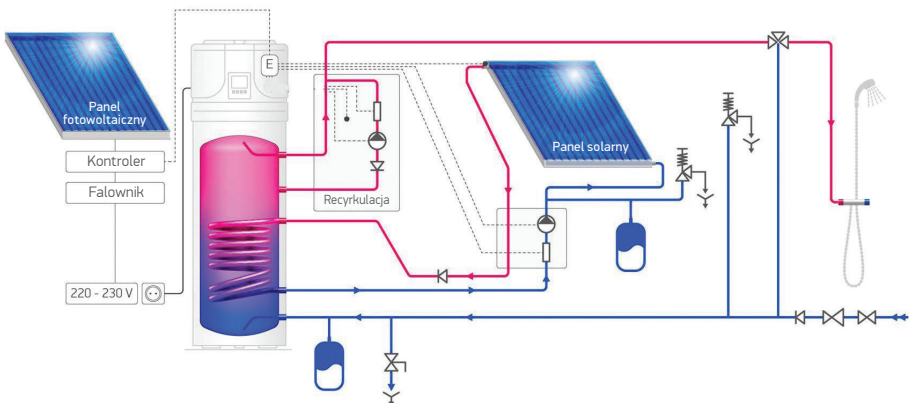 Panel
fotowoltaiczny
Kontroler
Falownik
220 - 230 V
E
Recyrkulacja
Panel solarny